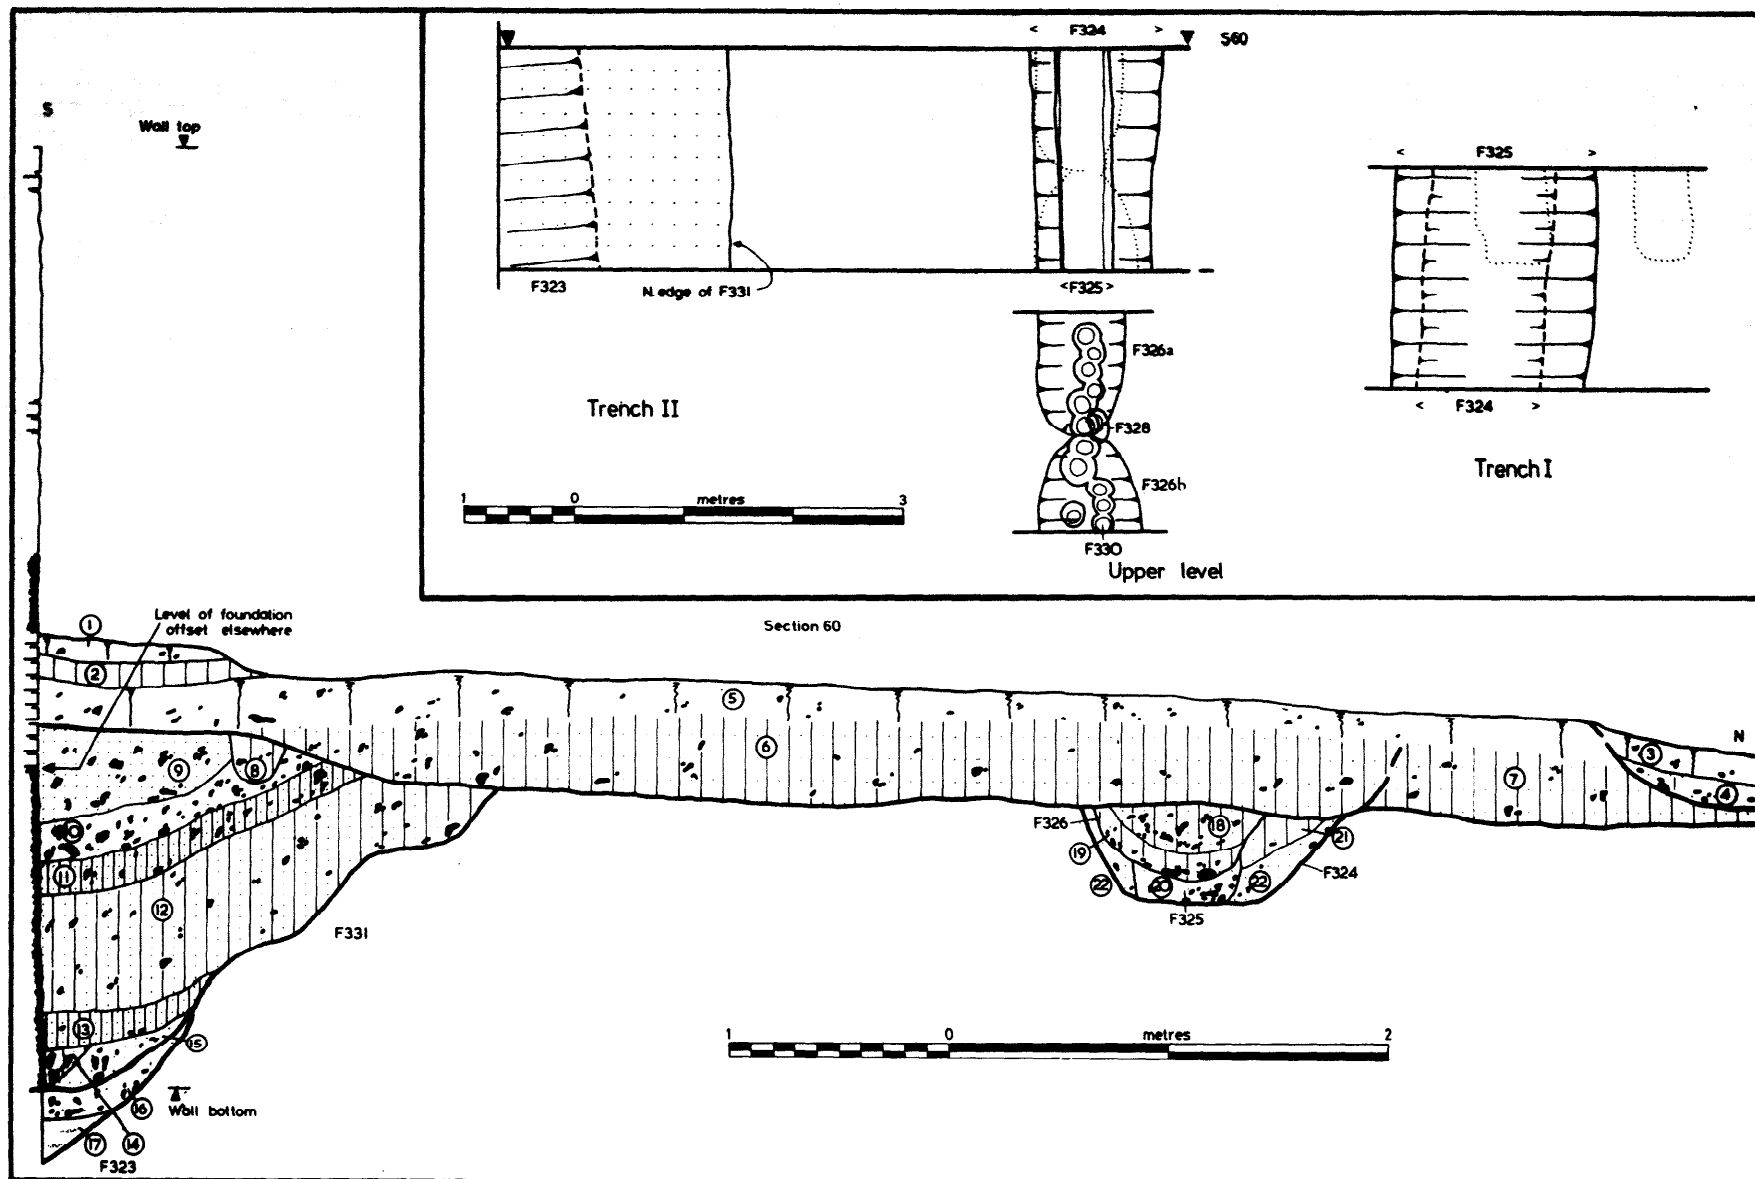 F324
S60
S
Wall top
F325
F323
N. edge of F331
<F325>
F326a
Trench II
F328
F324
Trench I
F326b
1 0 metres 3
F330
Upper level
Level of foundation
offset elsewhere
Section 60
1
2
5
N
3
6
8
9
7
4
10
F326
18
21
19
11
F324
22
20
22
12
F325
F331
13
15
1 0 metres 2
16
Wall bottom
17
14
F323